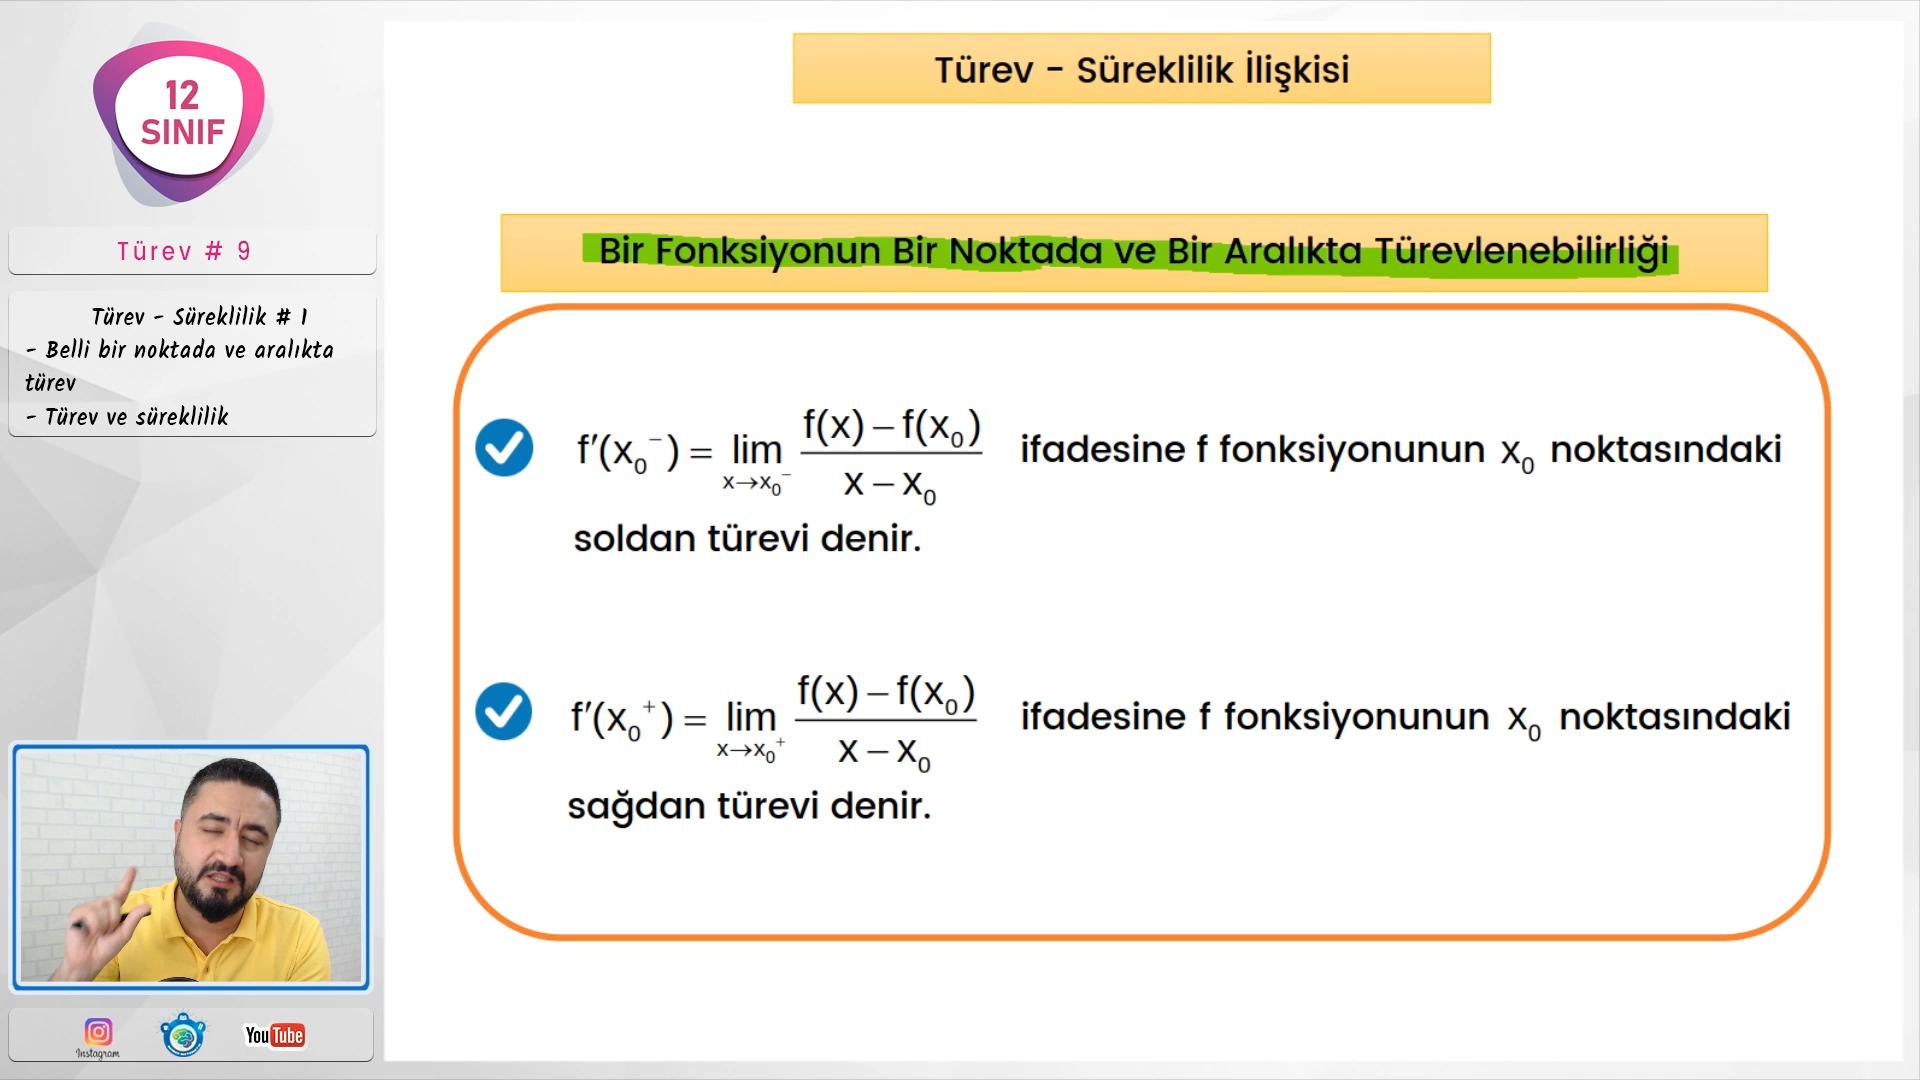 12
SINIF
Türev # 9
Türev - Süreklilik # 1
- Belli bir noktada ve aralıkta
türev
- Türev ve süreklilik
Instagram
YouTube
Türev - Süreklilik İlişkisi
Bir Fonksiyonun Bir Noktada ve Bir Aralıkta Türevlenebilirliği
f′(x₀⁻) = lim x→x₀⁻ f(x) − f(x₀) / x − x₀ ifadesine f fonksiyonunun x₀ noktasındaki
soldan türevi denir.
f′(x₀⁺) = lim x→x₀⁺ f(x) − f(x₀) / x − x₀ ifadesine f fonksiyonunun x₀ noktasındaki
sağdan türevi denir.